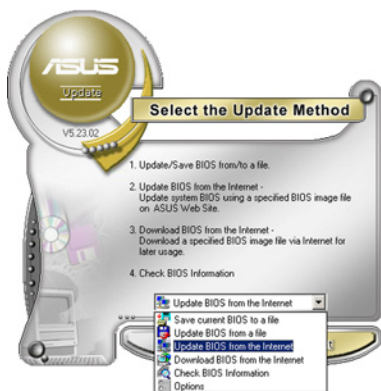 ASUS
Update
V5.23.02
Select the Update Method
1. Update/Save BIOS from/to a file.
2. Update BIOS from the Internet -
Update system BIOS using a specified BIOS image file
on ASUS Web Site.
3. Download BIOS from the Internet -
Download a specified BIOS image file via Internet for
later usage.
4. Check BIOS Information
Update BIOS from the Internet
Save current BIOS to a file
Update BIOS from a file
Update BIOS from the Internet
Download BIOS from the Internet
Check BIOS Information
Options